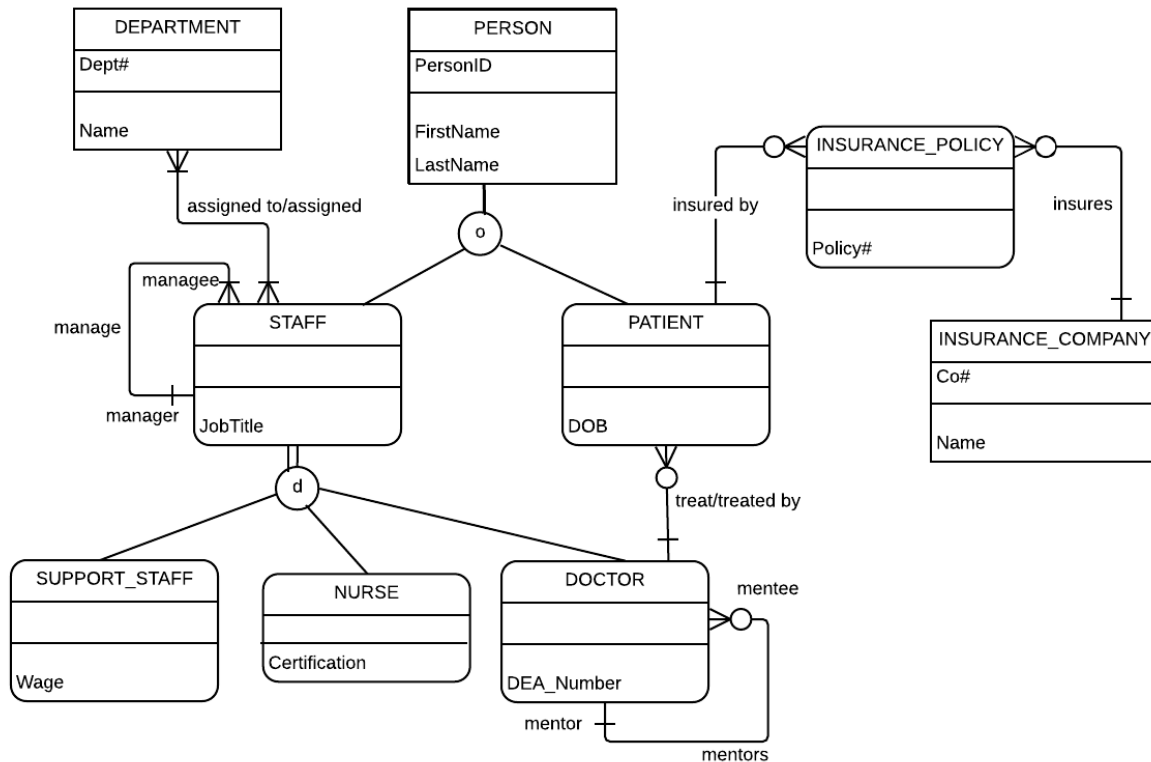 DEPARTMENT
Dept#
Name
PERSON
PersonID
FirstName
LastName
INSURANCE_POLICY
Policy#
insured by
insures
assigned to/assigned
o
managee
manage
manager
STAFF
JobTitle
PATIENT
DOB
INSURANCE_COMPANY
Co#
Name
d
treat/treated by
SUPPORT_STAFF
Wage
NURSE
Certification
DOCTOR
DEA_Number
mentee
mentor
mentors